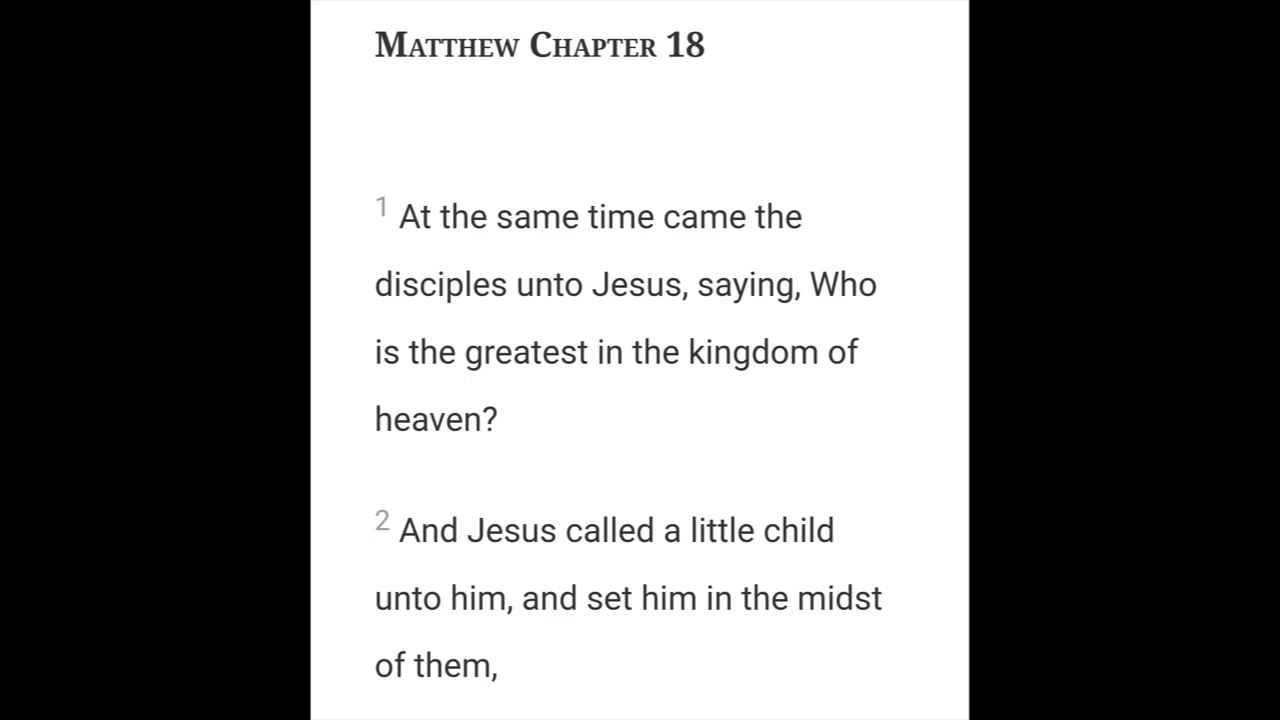 Matthew Chapter 18
1 At the same time came the
disciples unto Jesus, saying, Who
is the greatest in the kingdom of
heaven?
2 And Jesus called a little child
unto him, and set him in the midst
of them,